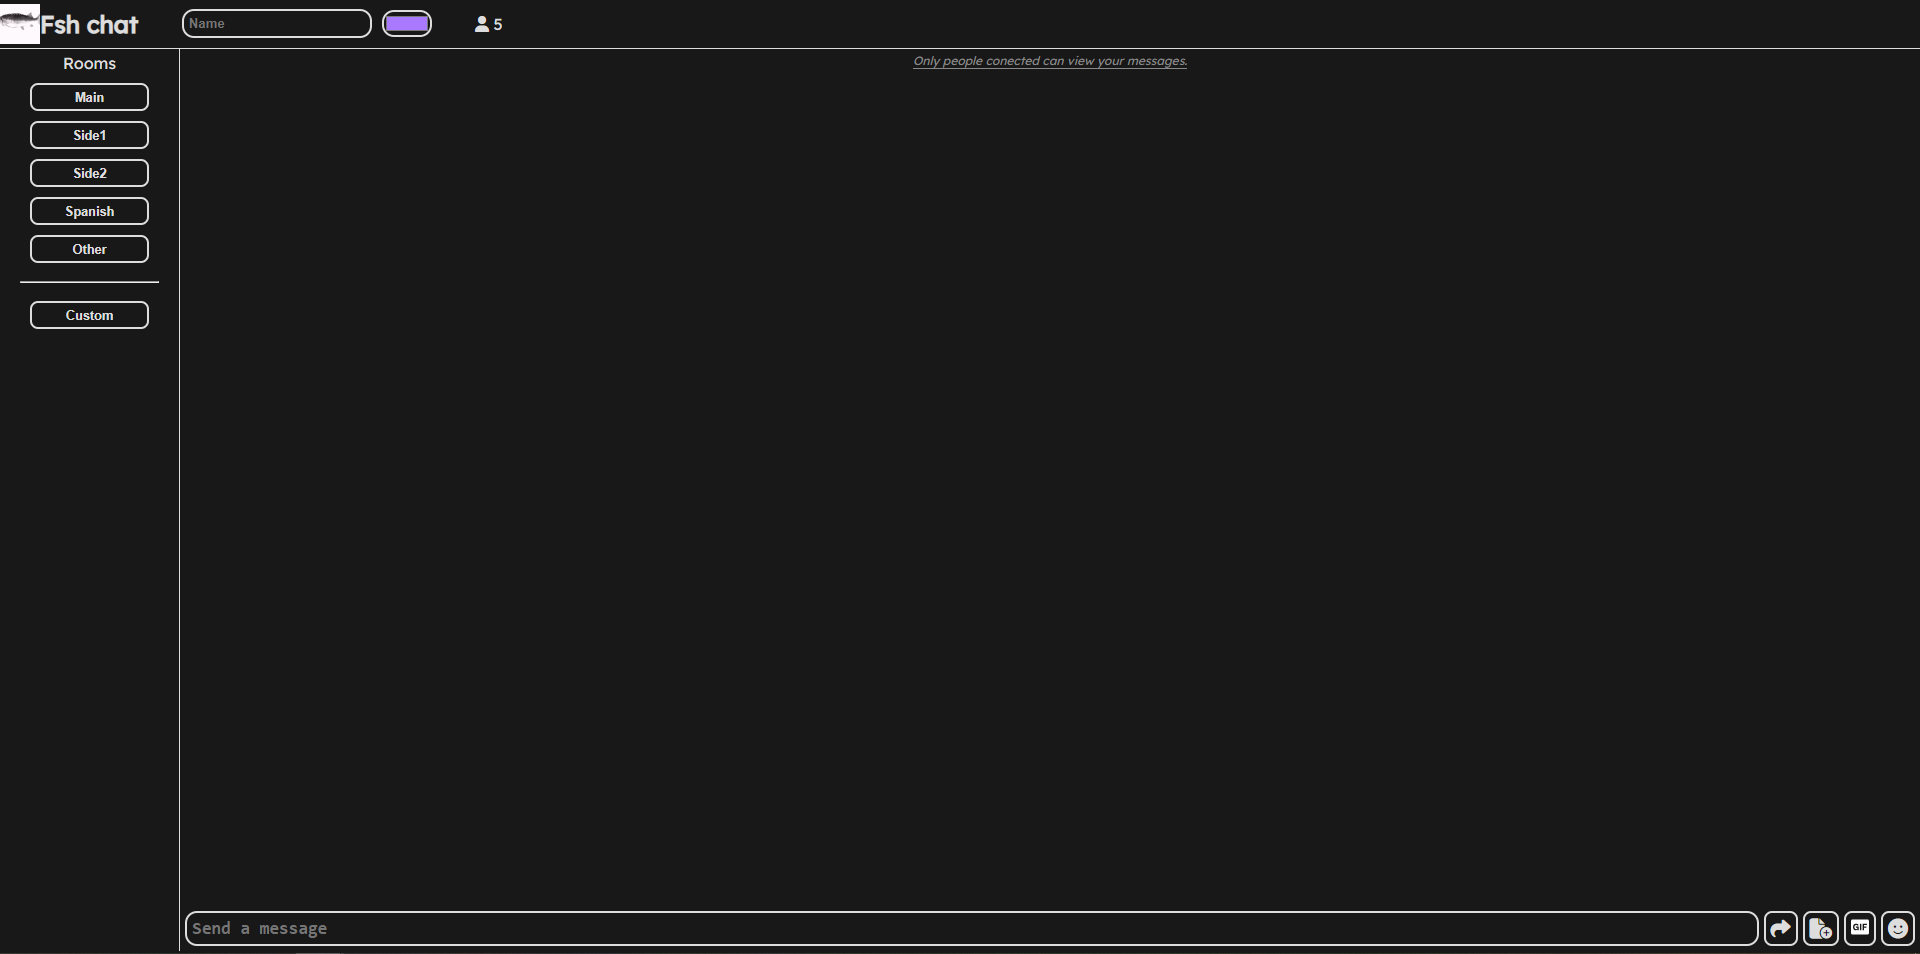 Fsh chat
Name
5
Rooms
Main
Side1
Side2
Spanish
Other
Custom
Only people conected can view your messages.
Send a message
GIF